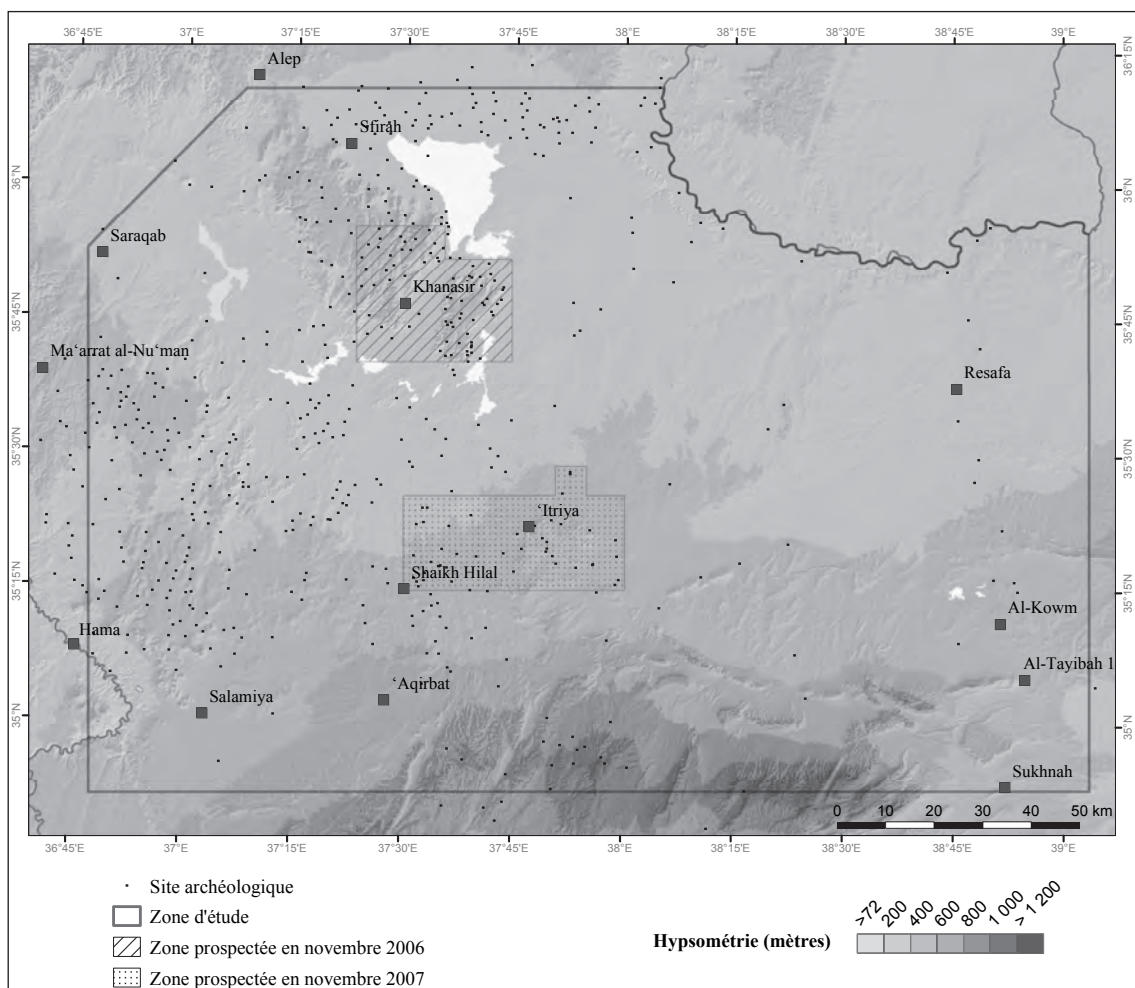 36°45'E 37°E 37°15'E 37°30'E 37°45'E 38°E 38°15'E 38°30'E 38°45'E 39°E
36°15'N
Alep
Sfirah
36°N 36°N
Saraqab
Khanasir
35°45'N 35°45'N
Ma‘arrat al-Nu‘man
Resafa
35°30'N 35°30'N
‘Itriya
Shaikh Hilal
35°15'N 35°15'N
Al-Kowm
Hama
Al-Tayibah 1
Salamiya
‘Aqirbat
35°N 35°N
Sukhnah
0 10 20 30 40 50 km
36°45'E 37°E 37°15'E 37°30'E 37°45'E 38°E 38°15'E 38°30'E 38°45'E 39°E
Site archéologique
Zone d'étude
Zone prospectée en novembre 2006
Zone prospectée en novembre 2007
Hypsométrie (mètres)
>72 200 400 600 800 1 000 > 1 200